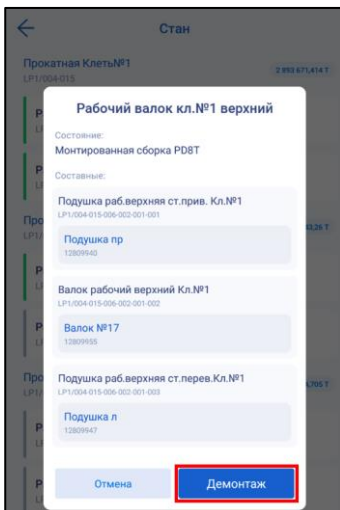 Стан
Прокатная Клеть№1
2 893 671,414 Т
LP1/004-015
Рабочий валок кл.№1 верхний
Состояние:
Монтированная сборка PD8T
Составные:
Подушка раб.верхняя ст.прив. Кл.№1
LP1/004-015-006-002-001-001
Подушка пр
12809940
Валок рабочий верхний Кл.№1
LP1/004-015-006-002-001-002
Валок №17
12809955
Подушка раб.верхняя ст.перев.Кл.№1
LP1/004-015-006-002-001-003
Подушка л
12809947
Отмена
Демонтаж